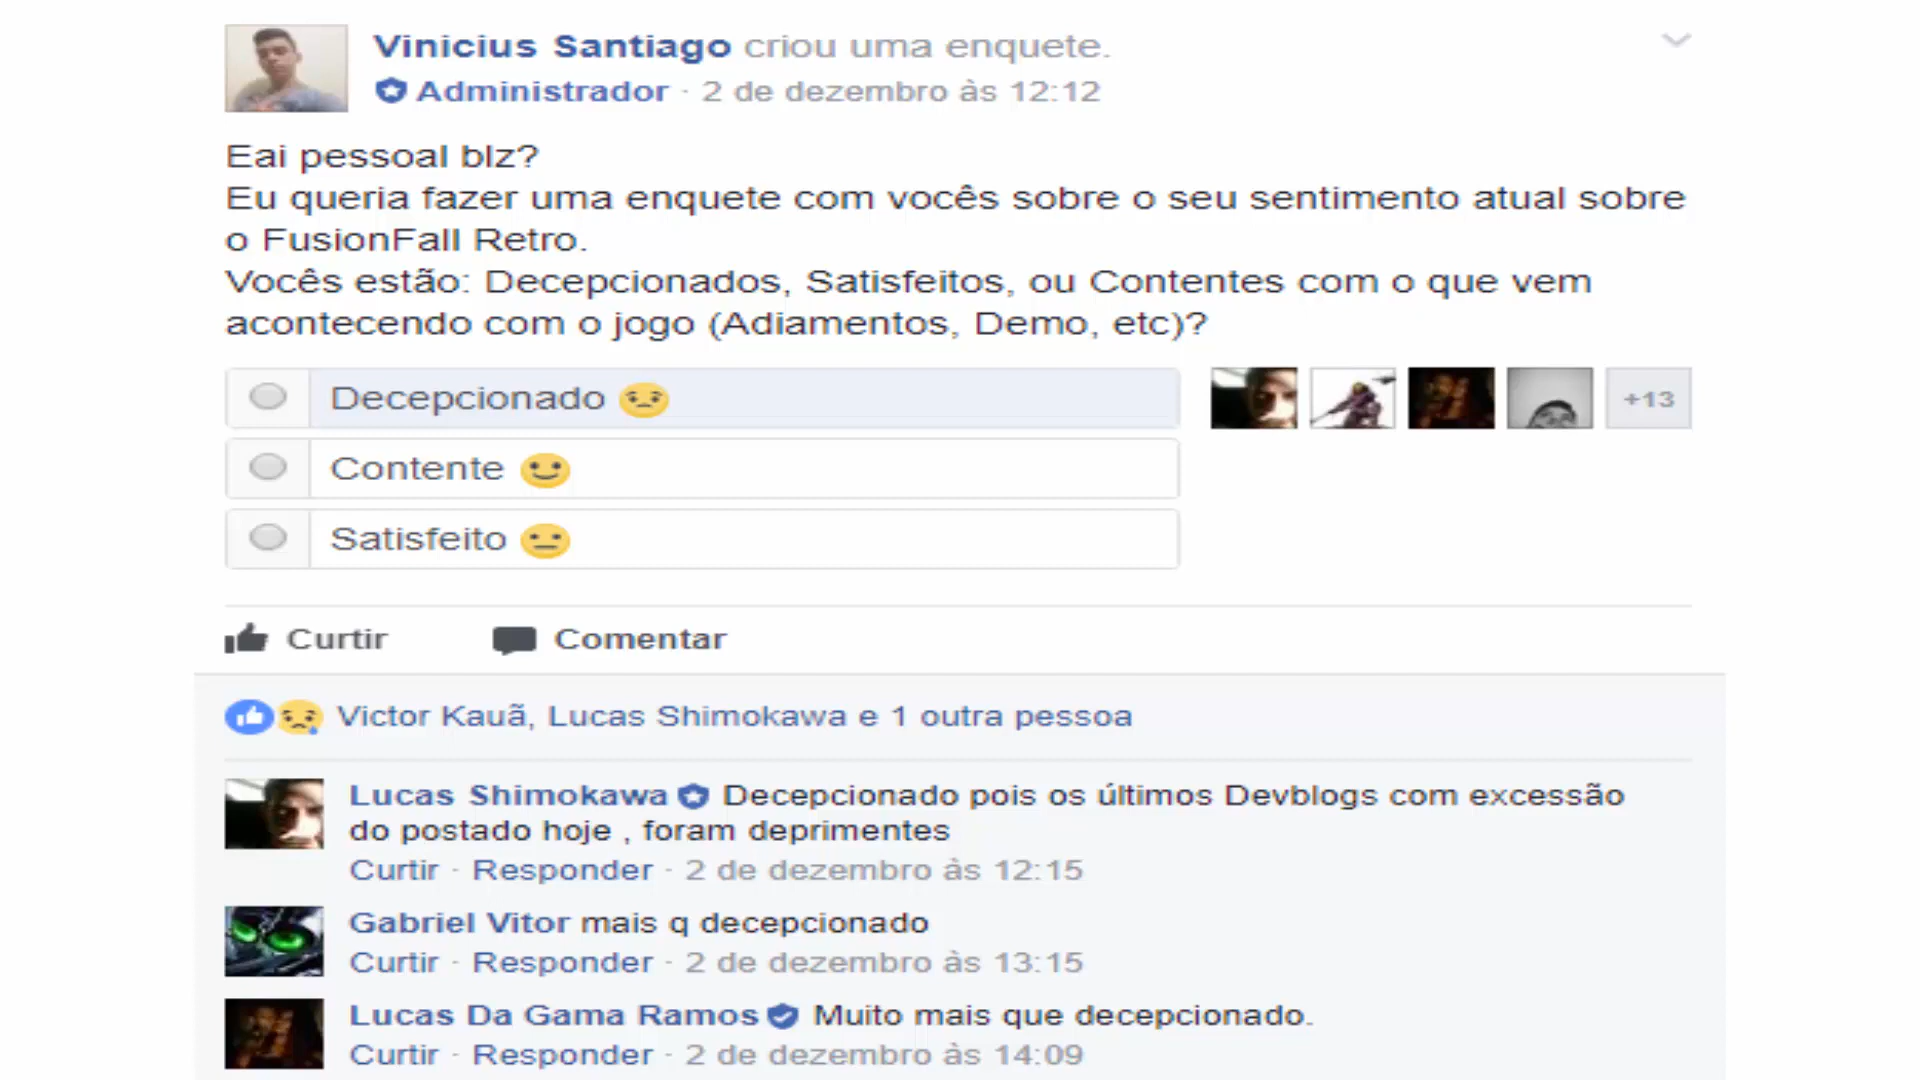 Vinicius Santiago criou uma enquete.
Administrador · 2 de dezembro às 12:12
Eai pessoal blz?
Eu queria fazer uma enquete com vocês sobre o seu sentimento atual sobre
o FusionFall Retro.
Vocês estão: Decepcionados, Satisfeitos, ou Contentes com o que vem
acontecendo com o jogo (Adiamentos, Demo, etc)?
Decepcionado 😟
+13
Contente 🙂
Satisfeito 😐
Curtir Comentar
Victor Kauã, Lucas Shimokawa e 1 outra pessoa
Lucas Shimokawa Decepcionado pois os últimos Devblogs com excessão
do postado hoje , foram deprimentes
Curtir · Responder · 2 de dezembro às 12:15
Gabriel Vitor mais q decepcionado
Curtir · Responder · 2 de dezembro às 13:15
Lucas Da Gama Ramos Muito mais que decepcionado.
Curtir · Responder · 2 de dezembro às 14:09